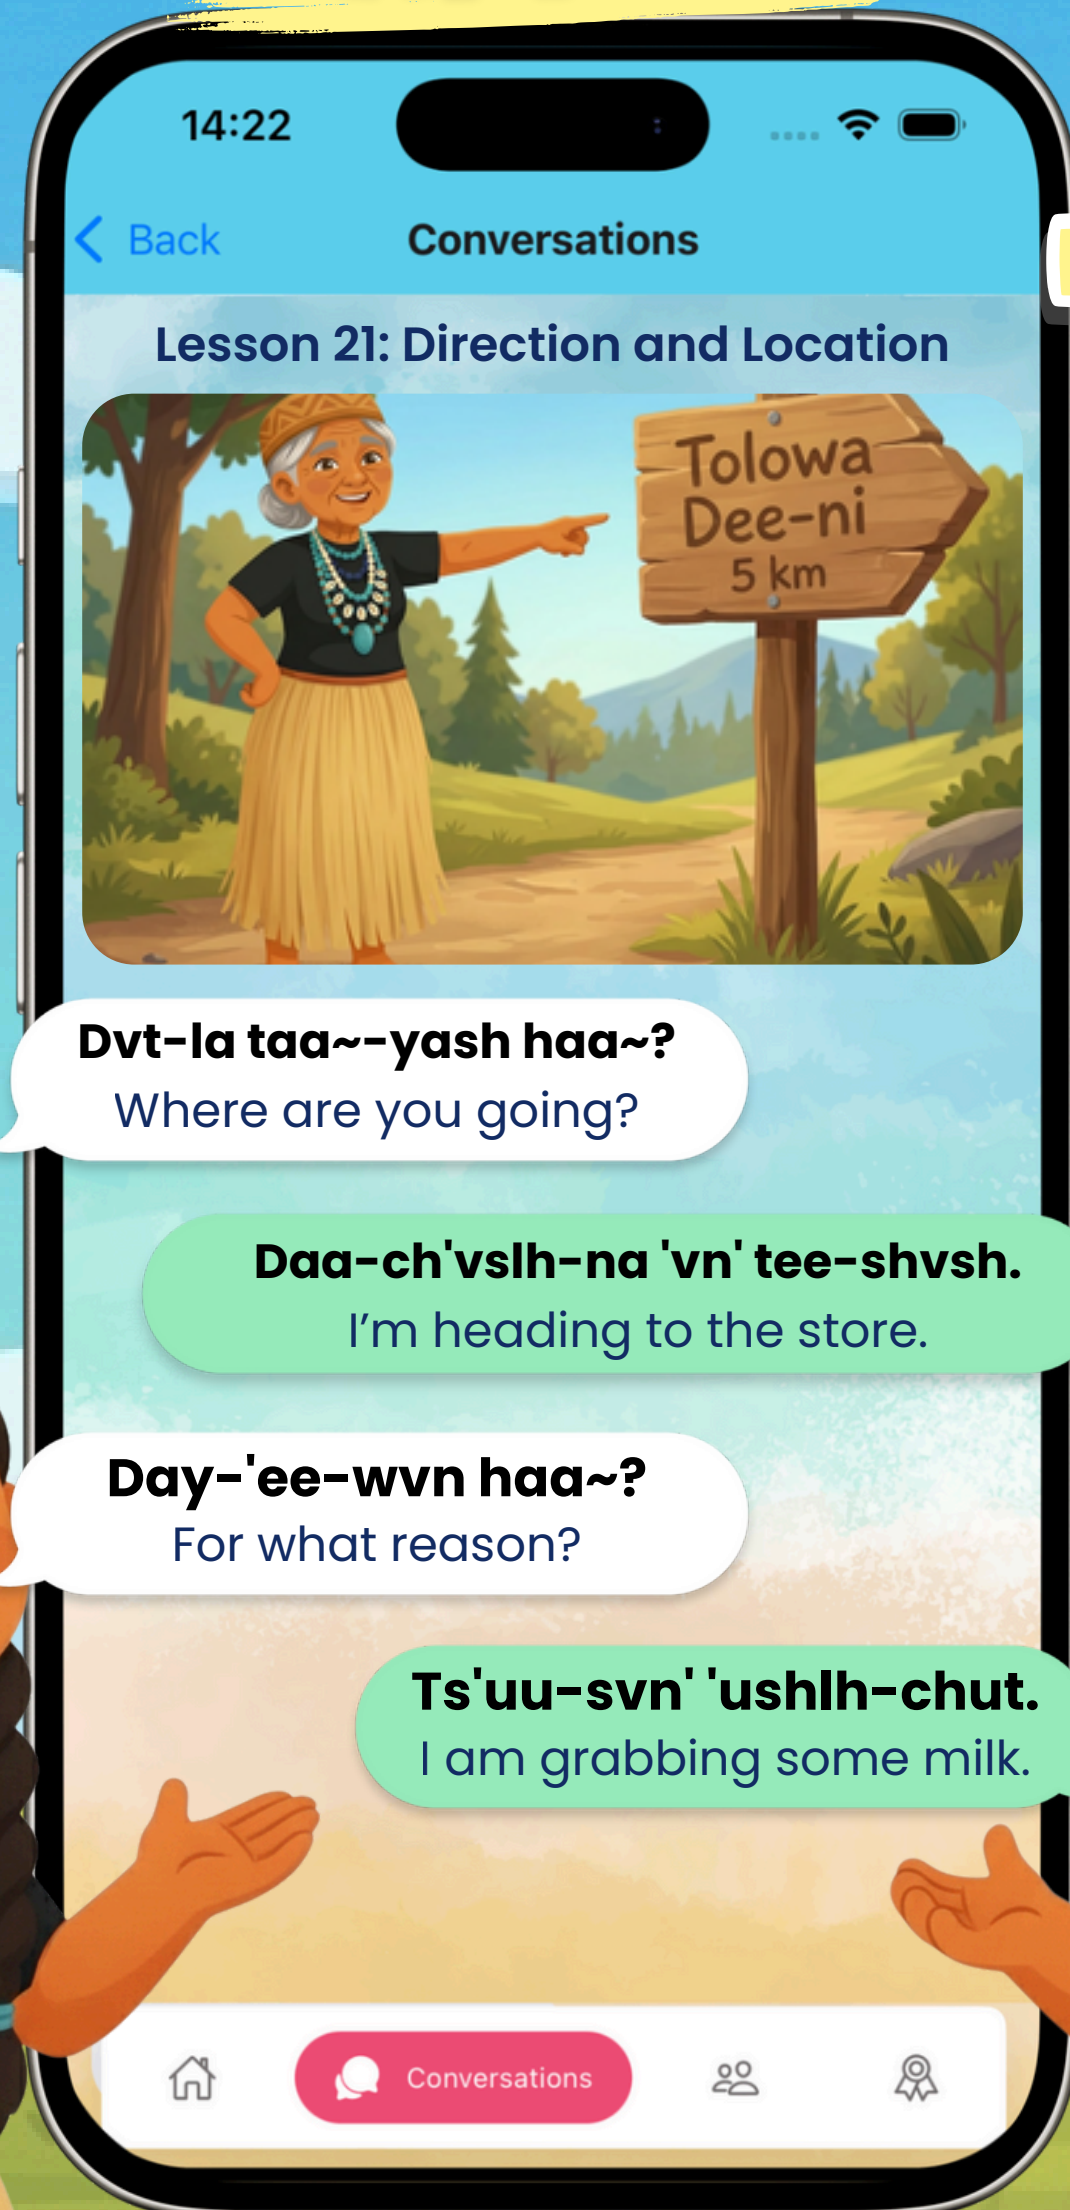 14:22
Back
Conversations
Lesson 21: Direction and Location
Tolowa
Dee-ni
5 km
Dvt-la taa~-yash haa~?
Where are you going?
Daa-ch'vslh-na 'vn' tee-shvsh.
I’m heading to the store.
Day-'ee-wvn haa~?
For what reason?
Ts'uu-svn' 'ushlh-chut.
I am grabbing some milk.
Conversations